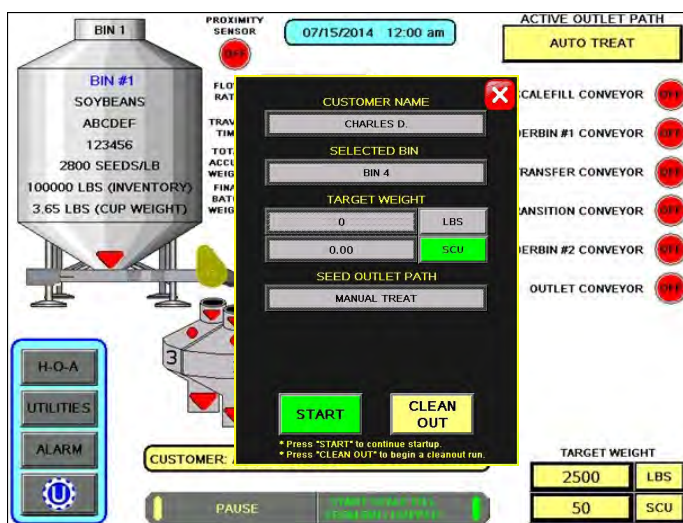 BIN 1
PROXIMITY
SENSOR
OFF
07/15/2014 12:00 am
ACTIVE OUTLET PATH
AUTO TREAT
BIN #1
SOYBEANS
ABCDEF
123456
2800 SEEDS/LB
100000 LBS (INVENTORY)
3.65 LBS (CUP WEIGHT)
CUSTOMER NAME
CHARLES D.
SELECTED BIN
BIN 4
TARGET WEIGHT
0 LBS
0.00 SCU
SEED OUTLET PATH
MANUAL TREAT
START
CLEAN
OUT
* Press "START" to continue startup.
* Press "CLEAN OUT" to begin a cleanout run.
SCALEFILL CONVEYOR OFF
DERBIN #1 CONVEYOR OFF
RANSFER CONVEYOR OFF
RANSITION CONVEYOR OFF
DERBIN #2 CONVEYOR OFF
OUTLET CONVEYOR OFF
3
H-O-A
UTILITIES
ALARM
U
CUSTOMER:
PAUSE
TARGET WEIGHT
2500 LBS
50 SCU